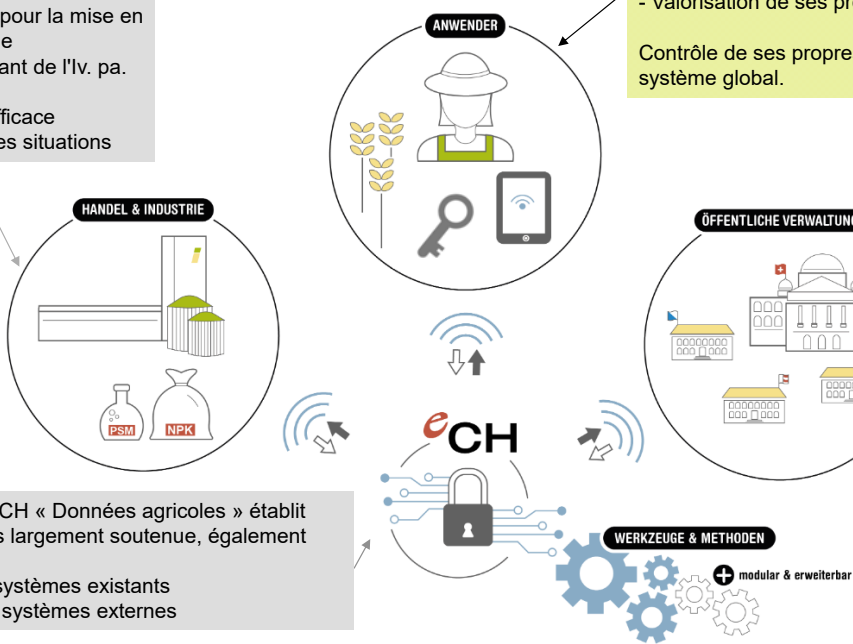 pour la mise en
ant de l'Iv. pa.
ficace
es situations
ANWENDER
- Valorisation de ses
Contrôle de ses propre
système global.
HANDEL & INDUSTRIE
ÖFFENTLICHE VERWALTUN
PSM
NPK
eCH
CH « Données agricoles » établit
s largement soutenue, également
systèmes existants
systèmes externes
WERKZEUGE & METHODEN
modular & erweiterbar